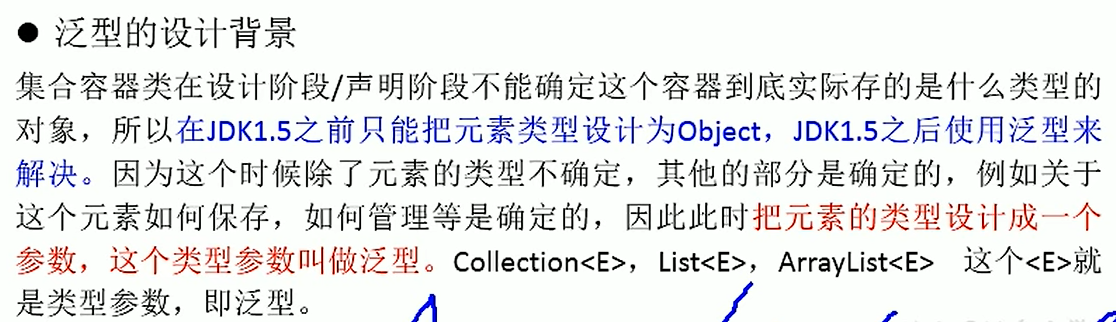 ● 泛型的设计背景
集合容器类在设计阶段/声明阶段不能确定这个容器到底实际存的是什么类型的
对象，所以在JDK1.5之前只能把元素类型设计为Object，JDK1.5之后使用泛型来
解决。因为这个时候除了元素的类型不确定，其他的部分是确定的，例如关于
这个元素如何保存，如何管理等是确定的，因此此时把元素的类型设计成一个
参数，这个类型参数叫做泛型。Collection<E>，List<E>，ArrayList<E> 这个<E>就
是类型参数，即泛型。